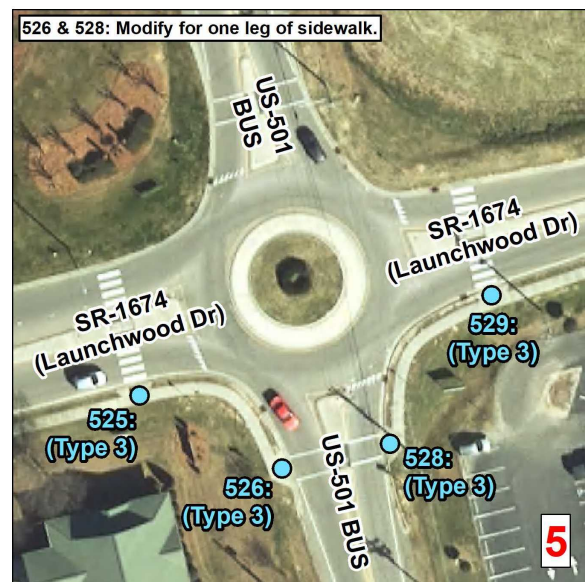 526 & 528: Modify for one leg of sidewalk.
US-501
BUS
SR-1674
(Launchwood Dr)
SR-1674
(Launchwood Dr)
529:
(Type 3)
525:
(Type 3)
526:
(Type 3)
US-501 BUS
528:
(Type 3)
5